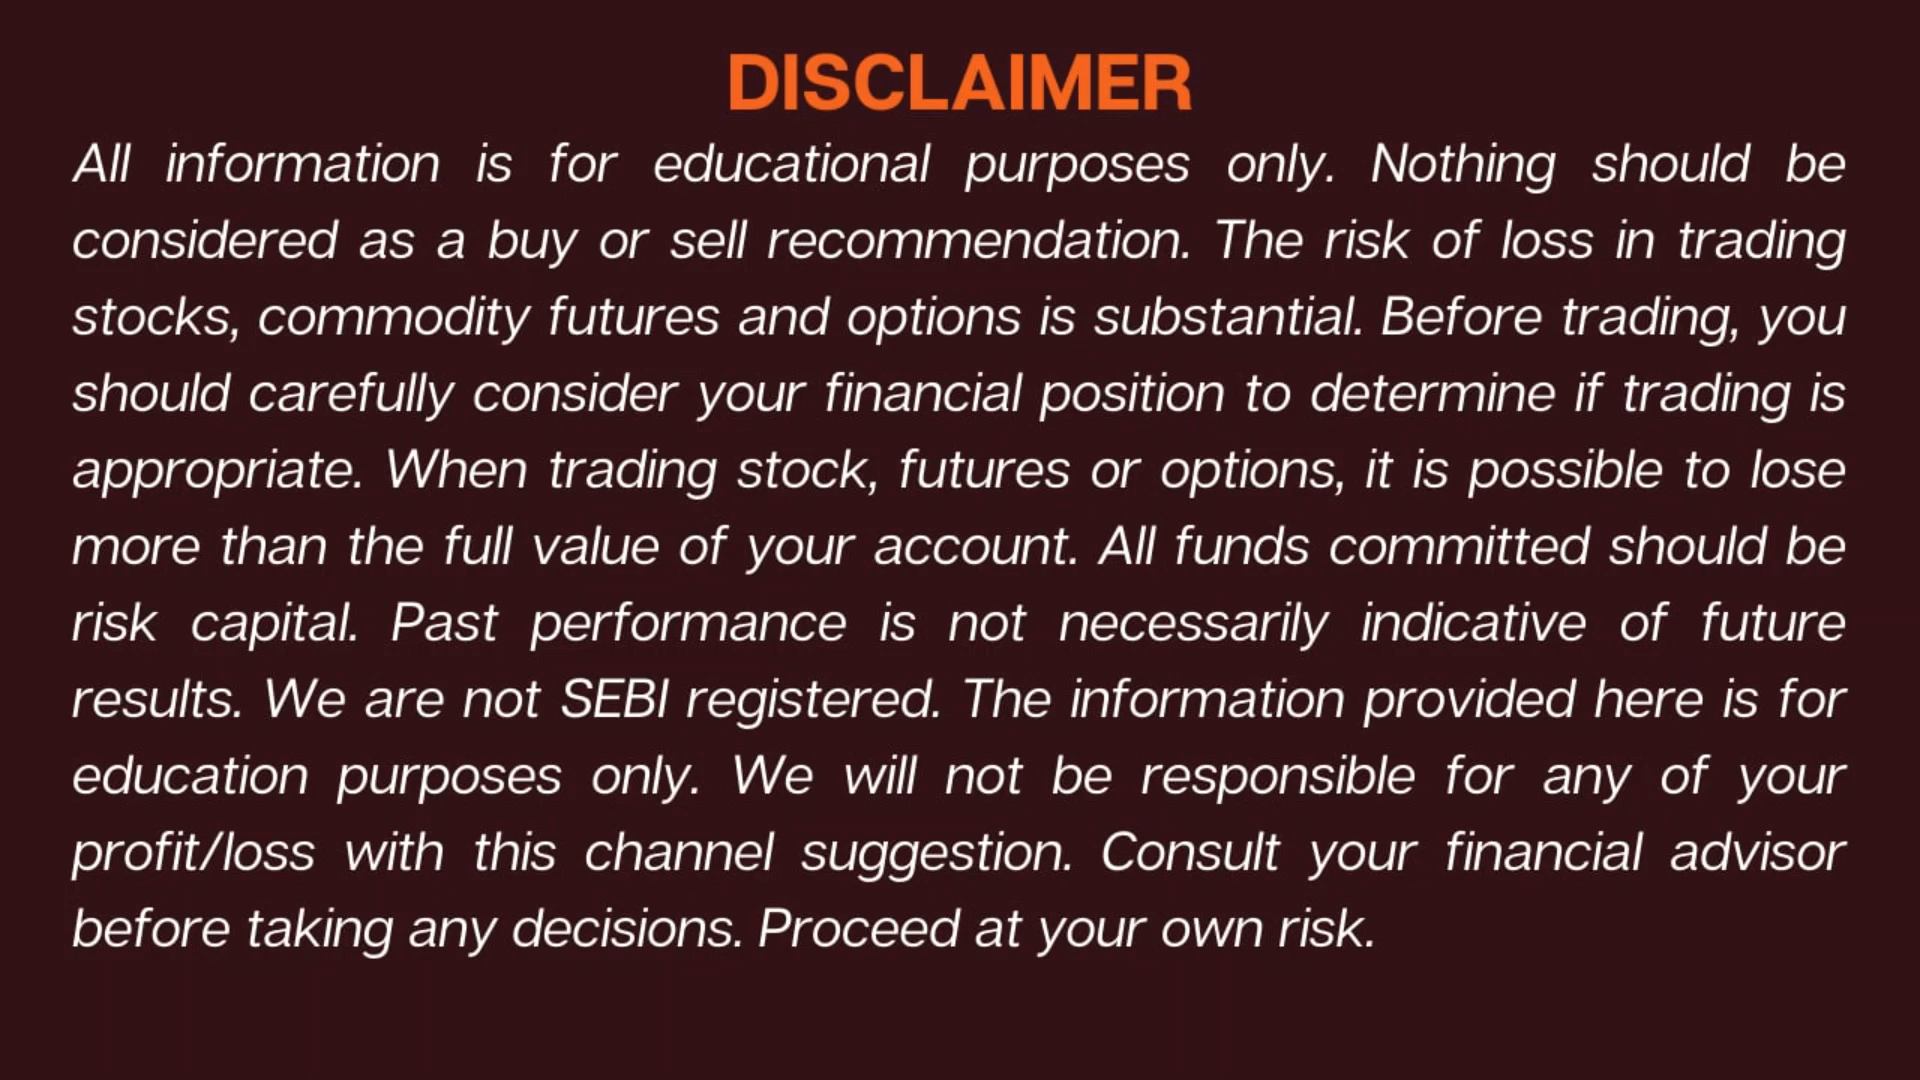 DISCLAIMER
All information is for educational purposes only. Nothing should be
considered as a buy or sell recommendation. The risk of loss in trading
stocks, commodity futures and options is substantial. Before trading, you
should carefully consider your financial position to determine if trading is
appropriate. When trading stock, futures or options, it is possible to lose
more than the full value of your account. All funds committed should be
risk capital. Past performance is not necessarily indicative of future
results. We are not SEBI registered. The information provided here is for
education purposes only. We will not be responsible for any of your
profit/loss with this channel suggestion. Consult your financial advisor
before taking any decisions. Proceed at your own risk.